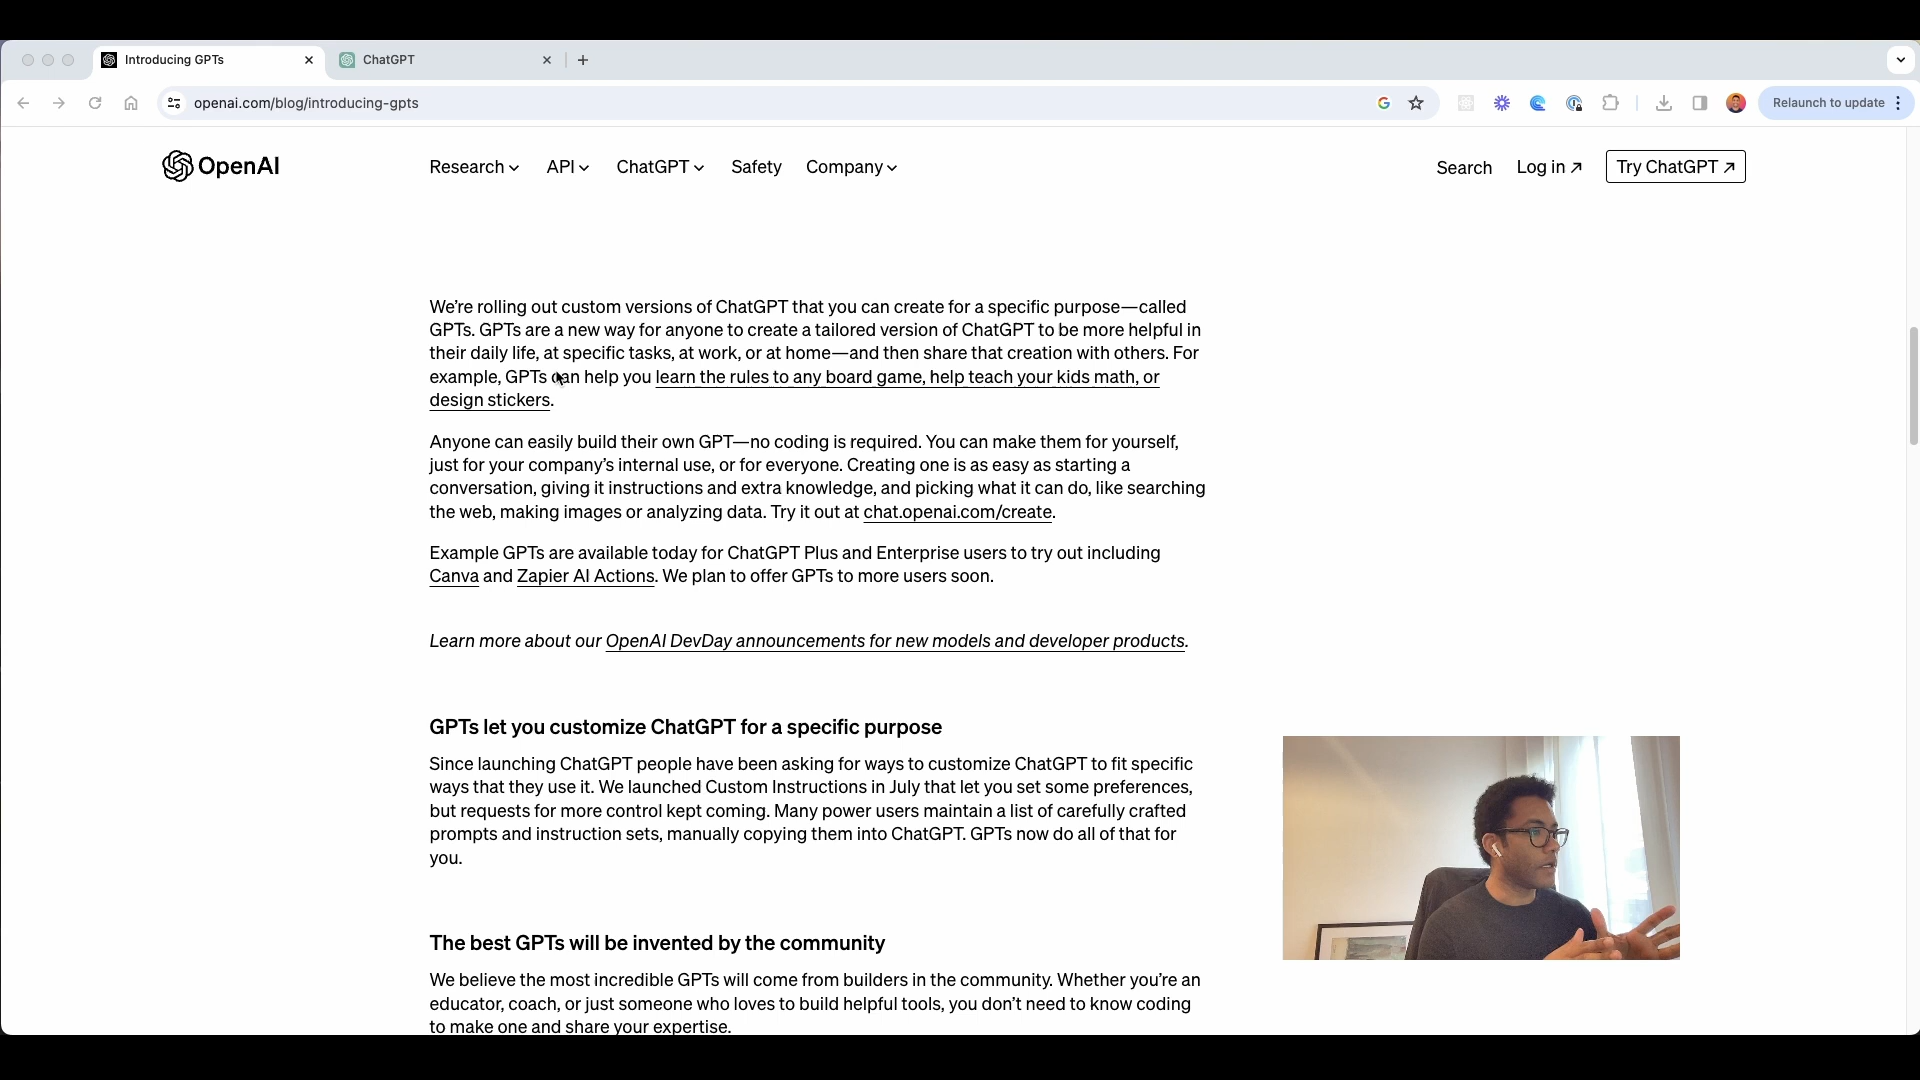 Introducing GPTs
ChatGPT
openai.com/blog/introducing-gpts
Relaunch to update
OpenAI
Research
API
ChatGPT
Safety
Company
Search
Log in ↗
Try ChatGPT ↗
We’re rolling out custom versions of ChatGPT that you can create for a specific purpose—called
GPTs. GPTs are a new way for anyone to create a tailored version of ChatGPT to be more helpful in
their daily life, at specific tasks, at work, or at home—and then share that creation with others. For
example, GPTs can help you learn the rules to any board game, help teach your kids math, or
design stickers.
Anyone can easily build their own GPT—no coding is required. You can make them for yourself,
just for your company’s internal use, or for everyone. Creating one is as easy as starting a
conversation, giving it instructions and extra knowledge, and picking what it can do, like searching
the web, making images or analyzing data. Try it out at chat.openai.com/create.
Example GPTs are available today for ChatGPT Plus and Enterprise users to try out including
Canva and Zapier AI Actions. We plan to offer GPTs to more users soon.
Learn more about our OpenAI DevDay announcements for new models and developer products.
GPTs let you customize ChatGPT for a specific purpose
Since launching ChatGPT people have been asking for ways to customize ChatGPT to fit specific
ways that they use it. We launched Custom Instructions in July that let you set some preferences,
but requests for more control kept coming. Many power users maintain a list of carefully crafted
prompts and instruction sets, manually copying them into ChatGPT. GPTs now do all of that for
you.
The best GPTs will be invented by the community
We believe the most incredible GPTs will come from builders in the community. Whether you’re an
educator, coach, or just someone who loves to build helpful tools, you don’t need to know coding
to make one and share your expertise.